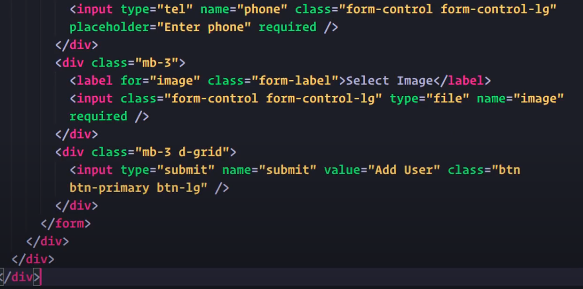 <input type="tel" name="phone" class="form-control form-control-lg"
placeholder="Enter phone" required />
</div>
<div class="mb-3">
<label for="image" class="form-label">Select Image</label>
<input class="form-control form-control-lg" type="file" name="image"
required />
</div>
<div class="mb-3 d-grid">
<input type="submit" name="submit" value="Add User" class="btn
btn-primary btn-lg" />
</div>
</form>
</div>
</div>
</div>